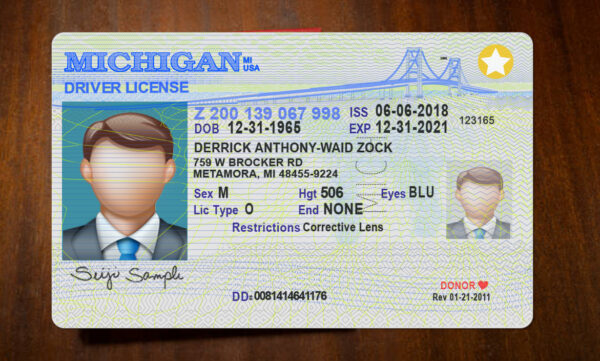 MICHIGAN MI USA
DRIVER LICENSE
Z 200 139 067 998 ISS 06-06-2018
DOB 12-31-1965 EXP 12-31-2021 123165
DERRICK ANTHONY-WAID ZOCK
759 W BROCKER RD
METAMORA, MI 48455-9224
Sex M Hgt 506 Eyes BLU
Lic Type O End NONE
Restrictions Corrective Lens
Seiji Sample
DONOR
DD: 0081414641176 Rev 01-21-2011